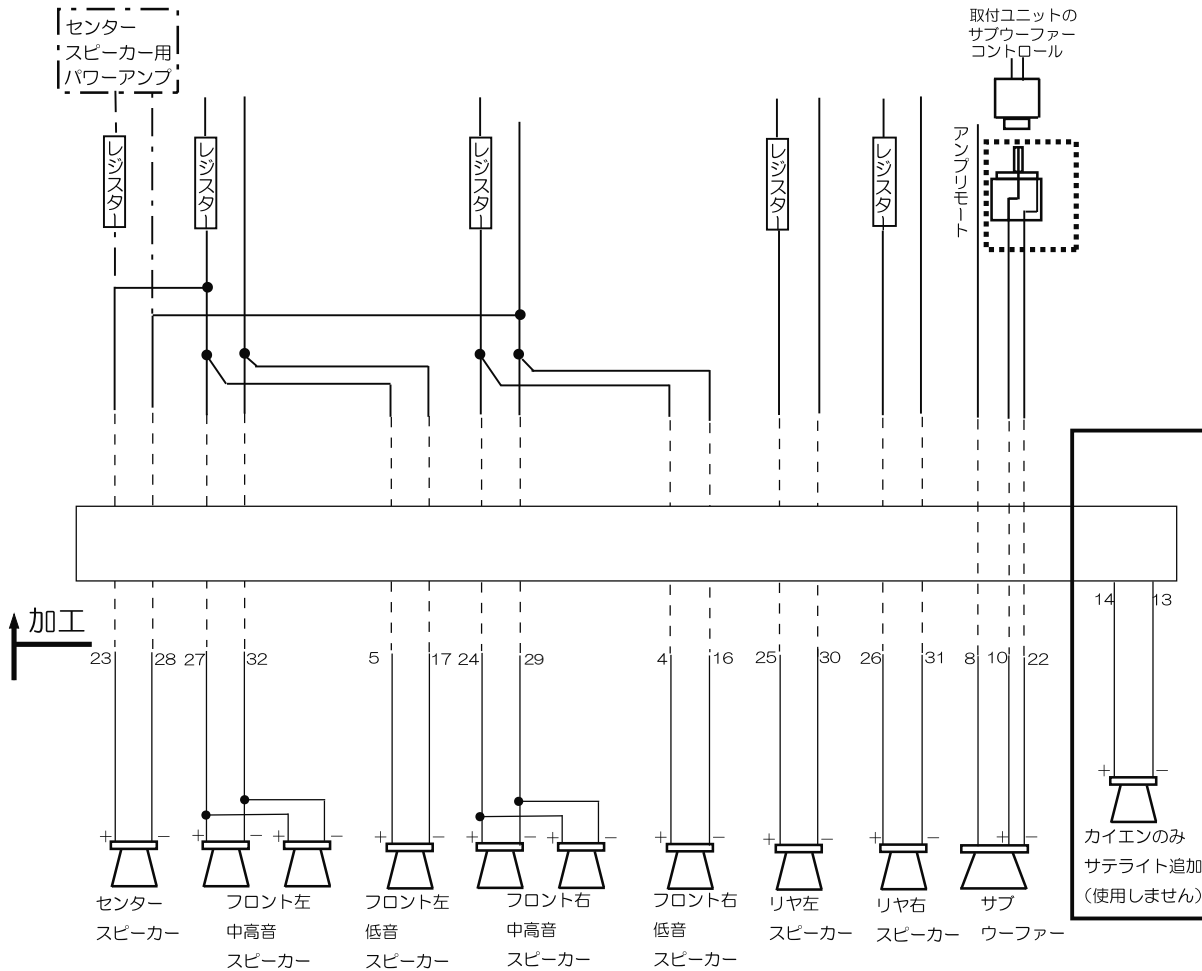 センター
スピーカー用
パワーアンプ
取付ユニットの
サブウーファー
コントロール
レジスター
レジスター
レジスター
レジスター
レジスター
アンプリモート
加工
23
28
27
32
5
17
24
29
4
16
25
30
26
31
8
10
22
14
13
+
−
+
−
+
−
+
−
+
−
+
−
+
−
+
−
+
−
+
−
+
−
センター
スピーカー
フロント左
中高音
スピーカー
フロント左
低音
スピーカー
フロント右
中高音
スピーカー
フロント右
低音
スピーカー
リヤ左
スピーカー
リヤ右
スピーカー
サブ
ウーファー
カイエンのみ
サテライト追加
（使用しません）